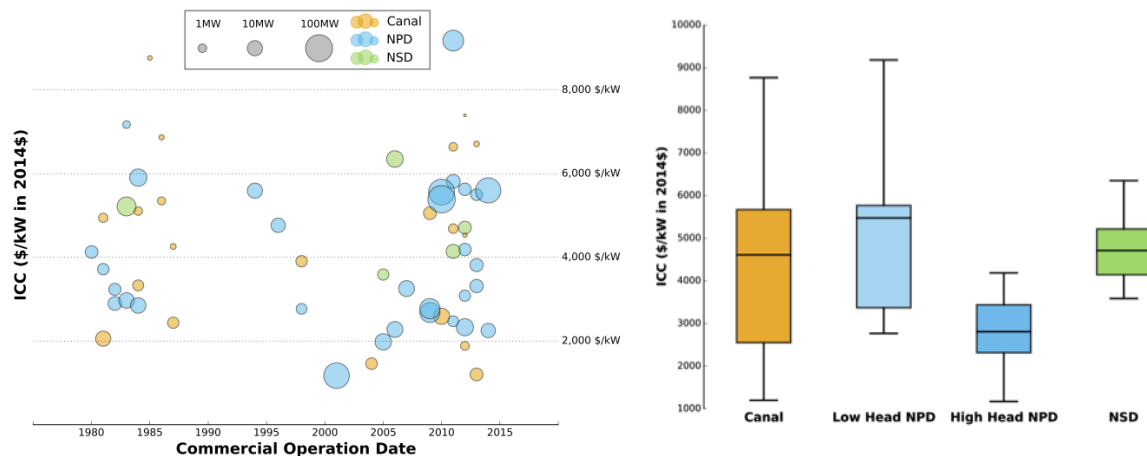 1MW 10MW 100MW
Canal
NPD
NSD
8,000 $/kW
6,000 $/kW
4,000 $/kW
2,000 $/kW
ICC ($/kW in 2014$)
1980 1985 1990 1995 2000 2005 2010 2015
Commercial Operation Date
10000
9000
8000
7000
6000
5000
4000
3000
2000
1000
ICC ($/kW in 2014$)
Canal Low Head NPD High Head NPD NSD